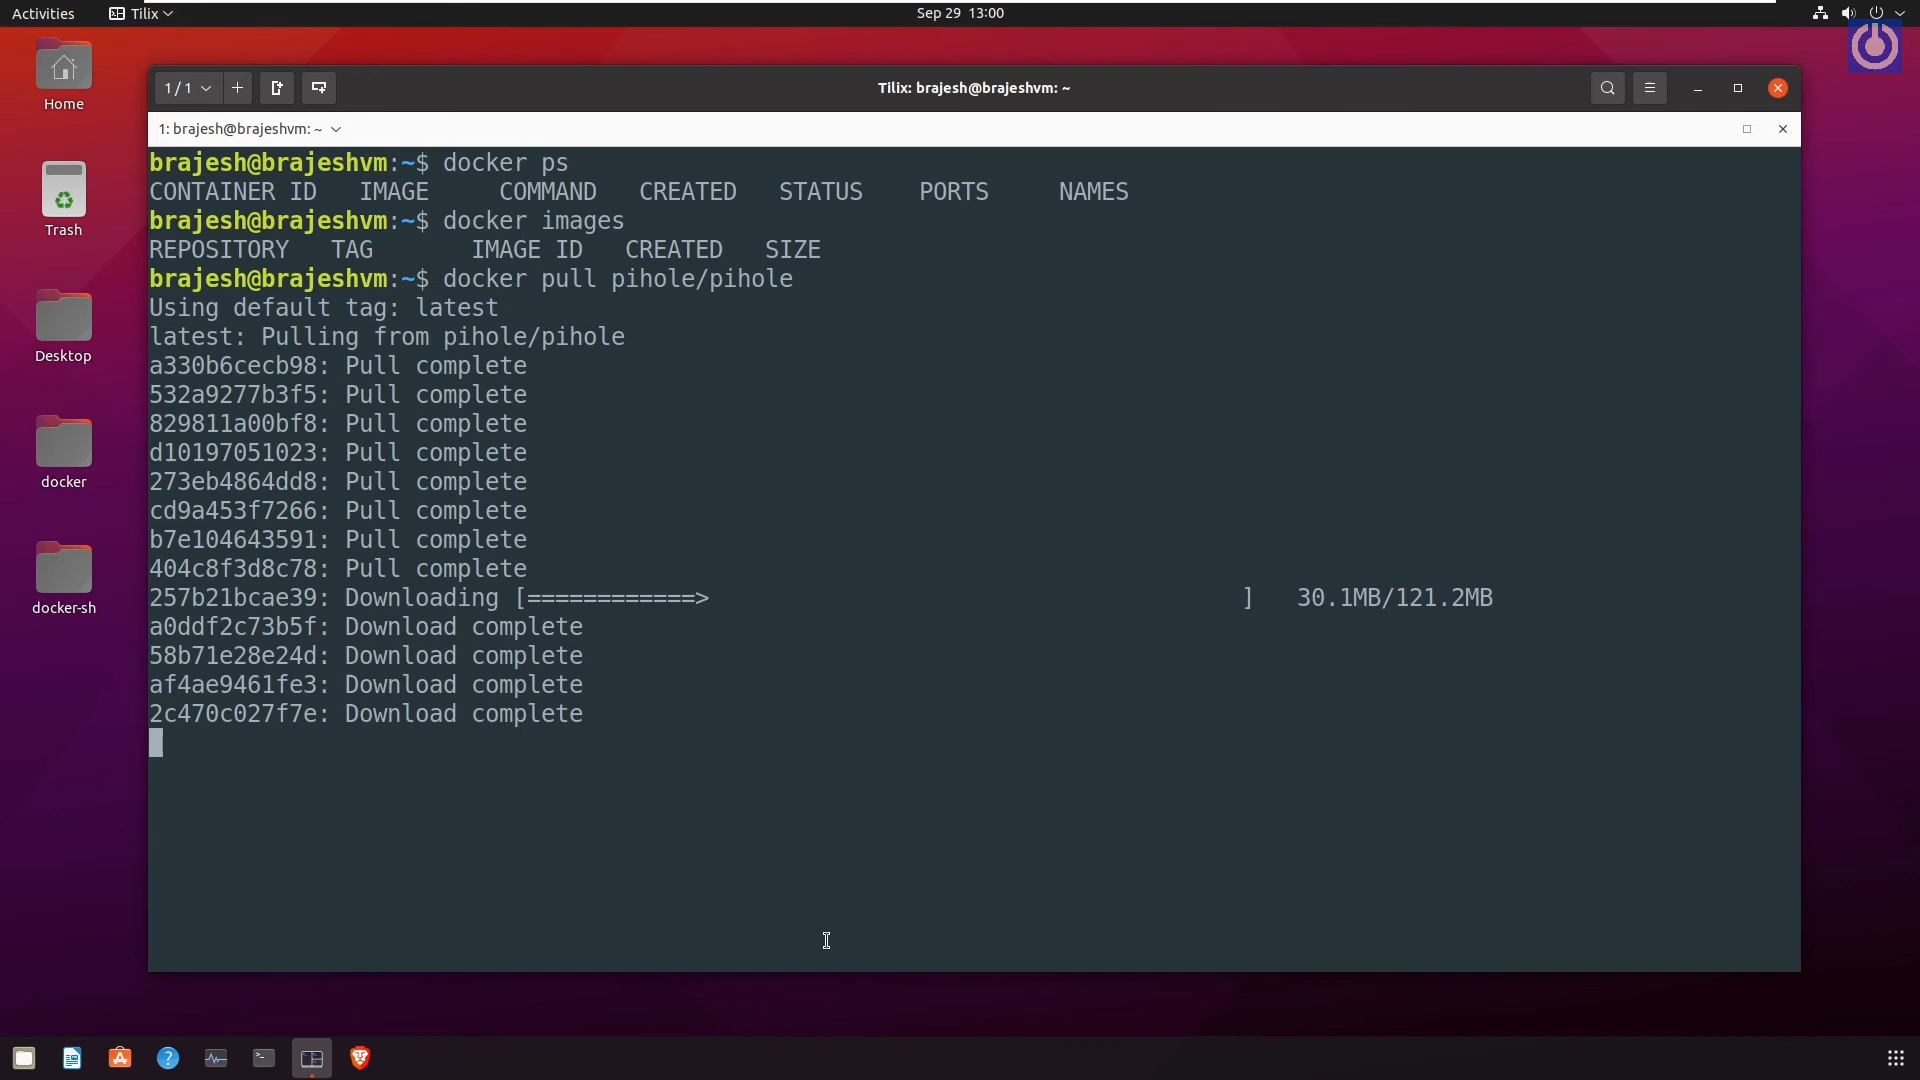 Activities Tilix Sep 29 13:00
Home
Trash
Desktop
docker
docker-sh
1 / 1 Tilix: brajesh@brajeshvm: ~
1: brajesh@brajeshvm: ~
brajesh@brajeshvm:~$ docker ps
CONTAINER ID IMAGE COMMAND CREATED STATUS PORTS NAMES
brajesh@brajeshvm:~$ docker images
REPOSITORY TAG IMAGE ID CREATED SIZE
brajesh@brajeshvm:~$ docker pull pihole/pihole
Using default tag: latest
latest: Pulling from pihole/pihole
a330b6cecb98: Pull complete
532a9277b3f5: Pull complete
829811a00bf8: Pull complete
d10197051023: Pull complete
273eb4864dd8: Pull complete
cd9a453f7266: Pull complete
b7e104643591: Pull complete
404c8f3d8c78: Pull complete
257b21bcae39: Downloading [============> ] 30.1MB/121.2MB
a0ddf2c73b5f: Download complete
58b71e28e24d: Download complete
af4ae9461fe3: Download complete
2c470c027f7e: Download complete